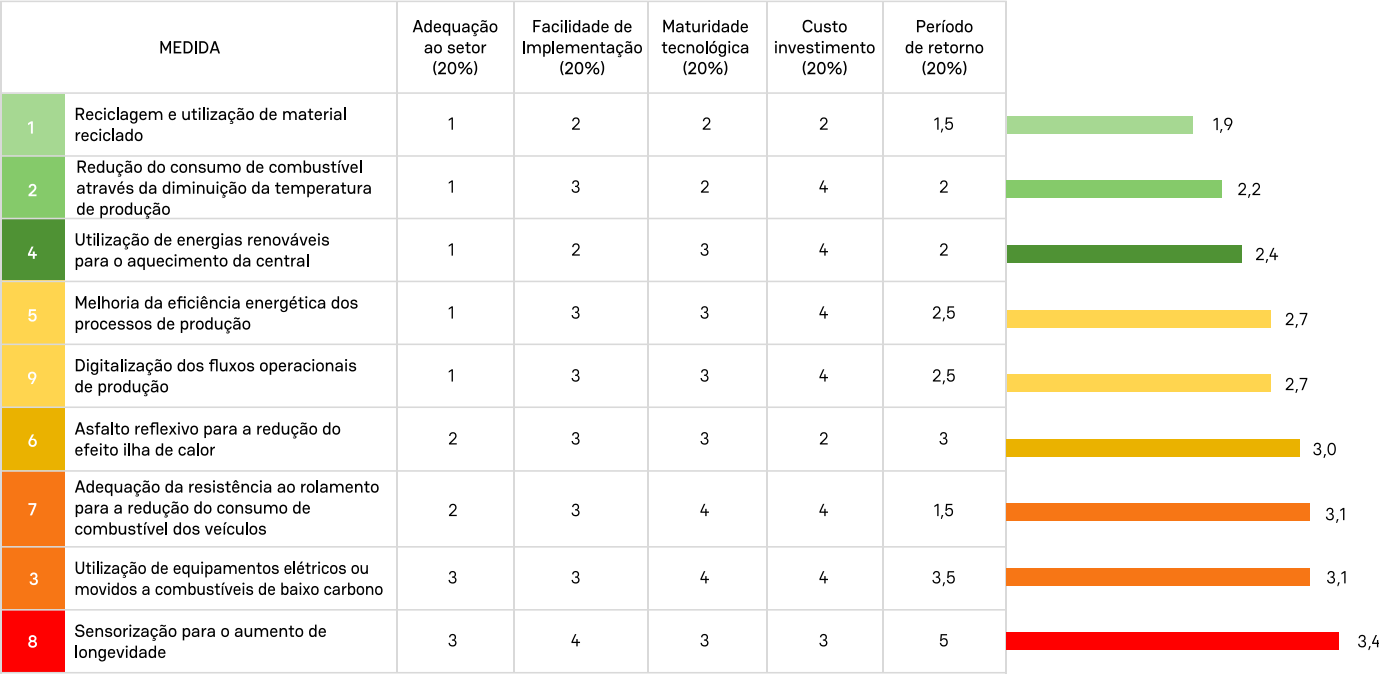 MEDIDA
Adequação
ao setor
(20%)
Facilidade de
Implementação
(20%)
Maturidade
tecnológica
(20%)
Custo
investimento
(20%)
Período
de retorno
(20%)
1
Reciclagem e utilização de material
reciclado
1
2
2
2
1,5
1,9
2
Redução do consumo de combustível
através da diminuição da temperatura
de produção
1
3
2
4
2
2,2
4
Utilização de energias renováveis
para o aquecimento da central
1
2
3
4
2
2,4
5
Melhoria da eficiência energética dos
processos de produção
1
3
3
4
2,5
2,7
9
Digitalização dos fluxos operacionais
de produção
1
3
3
4
2,5
2,7
6
Asfalto reflexivo para a redução do
efeito ilha de calor
2
3
3
2
3
3,0
7
Adequação da resistência ao rolamento
para a redução do consumo de
combustível dos veículos
2
3
4
4
1,5
3,1
3
Utilização de equipamentos elétricos ou
movidos a combustíveis de baixo carbono
3
3
4
4
3,5
3,1
8
Sensorização para o aumento de
longevidade
3
4
3
3
5
3,4